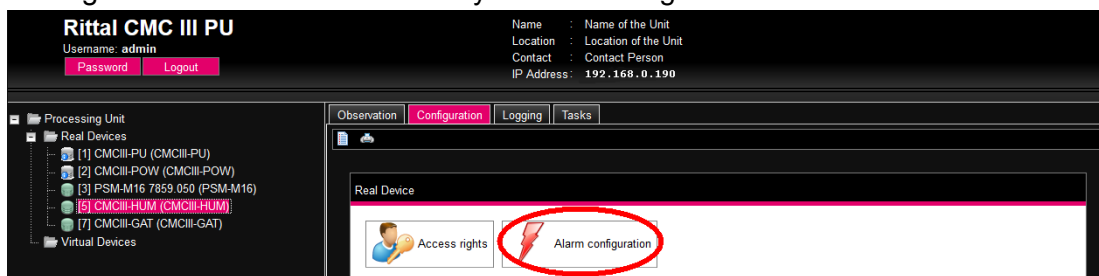 Rittal CMC III PU
Username: admin
Password Logout
Name : Name of the Unit
Location : Location of the Unit
Contact : Contact Person
IP Address: 192.168.0.190
Processing Unit
Real Devices
[1] CMCIII-PU (CMCIII-PU)
[2] CMCIII-POW (CMCIII-POW)
[3] PSM-M16 7859.050 (PSM-M16)
[5] CMCIII-HUM (CMCIII-HUM)
[7] CMCIII-GAT (CMCIII-GAT)
Virtual Devices
Observation Configuration Logging Tasks
Real Device
Access rights Alarm configuration